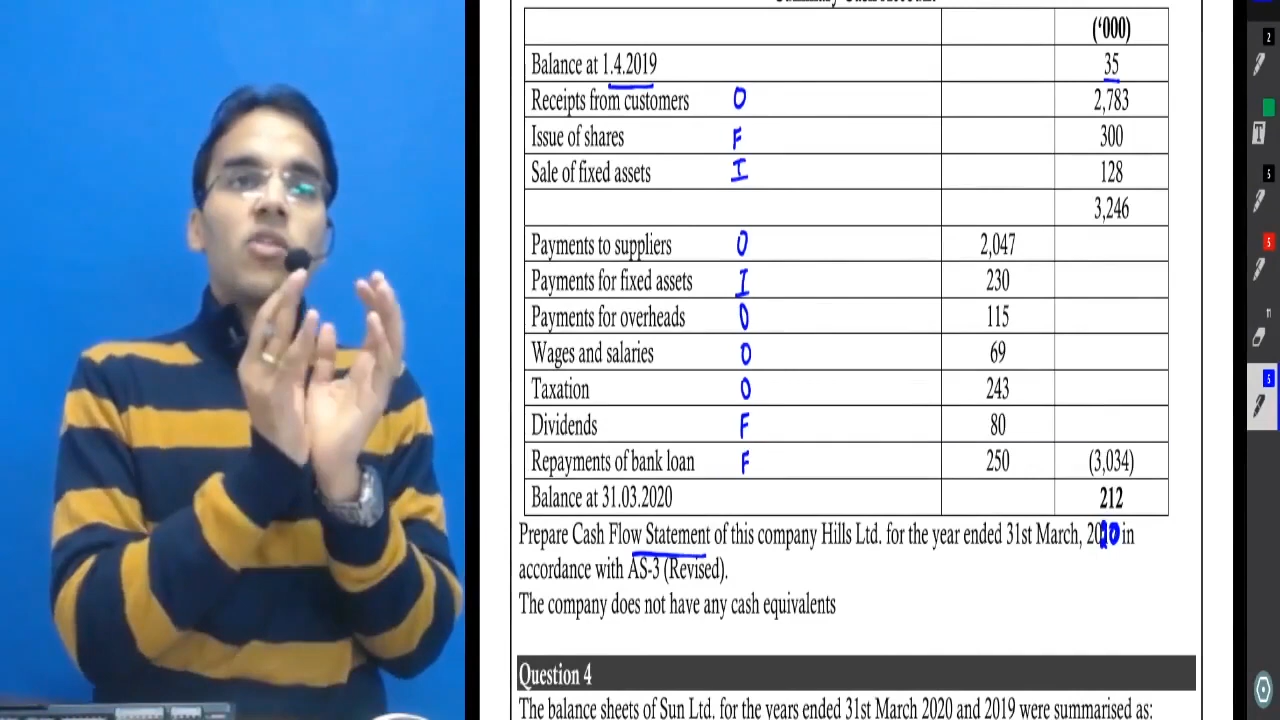 ('000)
Balance at 1.4.2019 35
Receipts from customers O 2,783
Issue of shares F 300
Sale of fixed assets I 128
3,246
Payments to suppliers O 2,047
Payments for fixed assets I 230
Payments for overheads O 115
Wages and salaries O 69
Taxation O 243
Dividends F 80
Repayments of bank loan F 250 (3,034)
Balance at 31.03.2020 212
Prepare Cash Flow Statement of this company Hills Ltd. for the year ended 31st March, 2020 in
accordance with AS-3 (Revised).
The company does not have any cash equivalents
Question 4
The balance sheets of Sun Ltd. for the years ended 31st March 2020 and 2019 were summarised as:
2
T
5
5
11
5